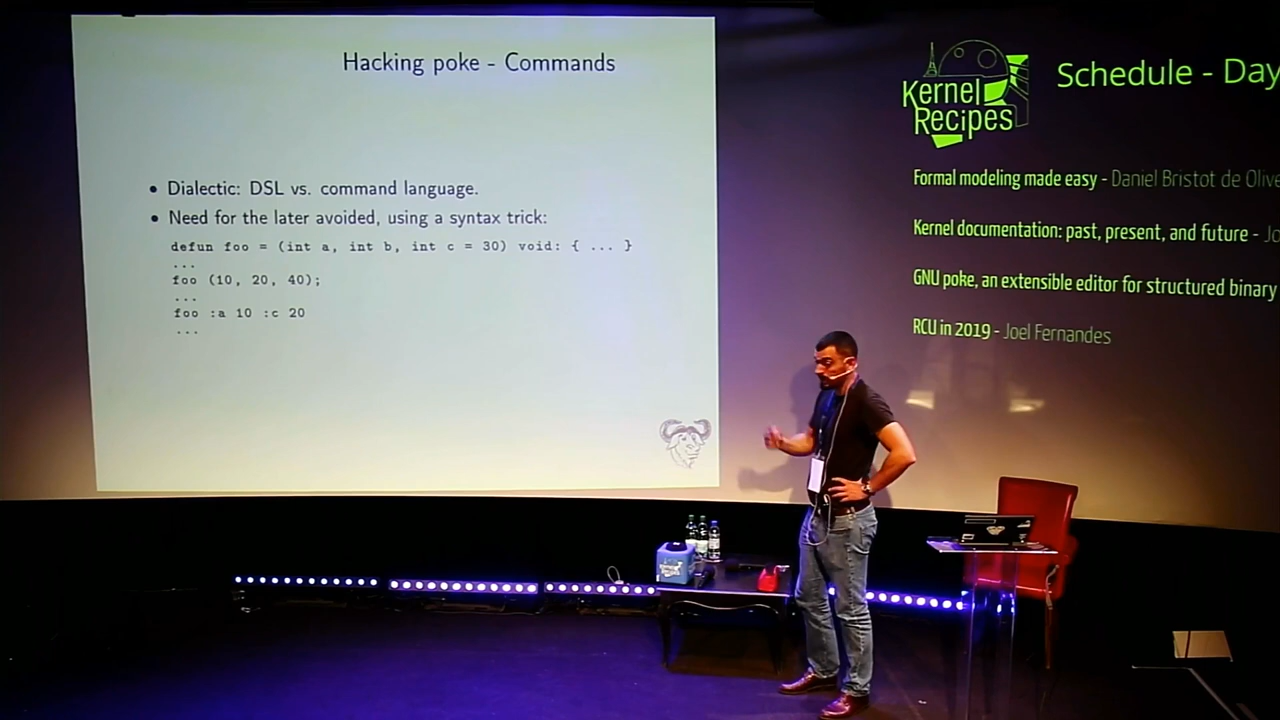 Hacking poke - Commands
• Dialectic: DSL vs. command language.
• Need for the later avoided, using a syntax trick:
defun foo = (int a, int b, int c = 30) void: { ... }
...
foo (10, 20, 40);
...
foo :a 10 :c 20
...
Kernel
Recipes
Schedule - Day
Formal modeling made easy - Daniel Bristot de Olive
Kernel documentation: past, present, and future - Jo
GNU poke, an extensible editor for structured binary
RCU in 2019 - Joel Fernandes